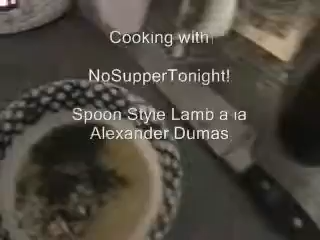 Cooking with
NoSupperTonight!
Spoon Style Lamb a la
Alexander Dumas